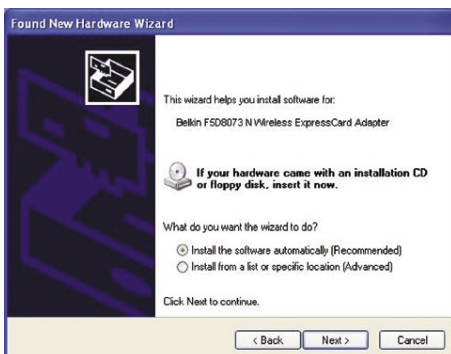 Found New Hardware Wizard
This wizard helps you install software for:
Belkin F5D8073 N Wireless ExpressCard Adapter
If your hardware came with an installation CD
or floppy disk, insert it now.
What do you want the wizard to do?
Install the software automatically (Recommended)
Install from a list or specific location (Advanced)
Click Next to continue.
< Back
Next >
Cancel